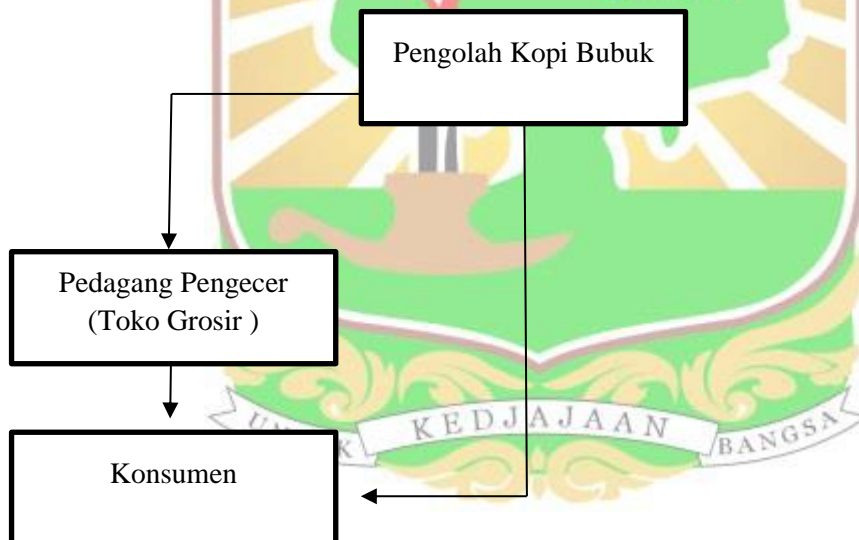 Pengolah Kopi Bubuk
Pedagang Pengecer
(Toko Grosir )
KEDJAJAAN
BANGSA
Konsumen